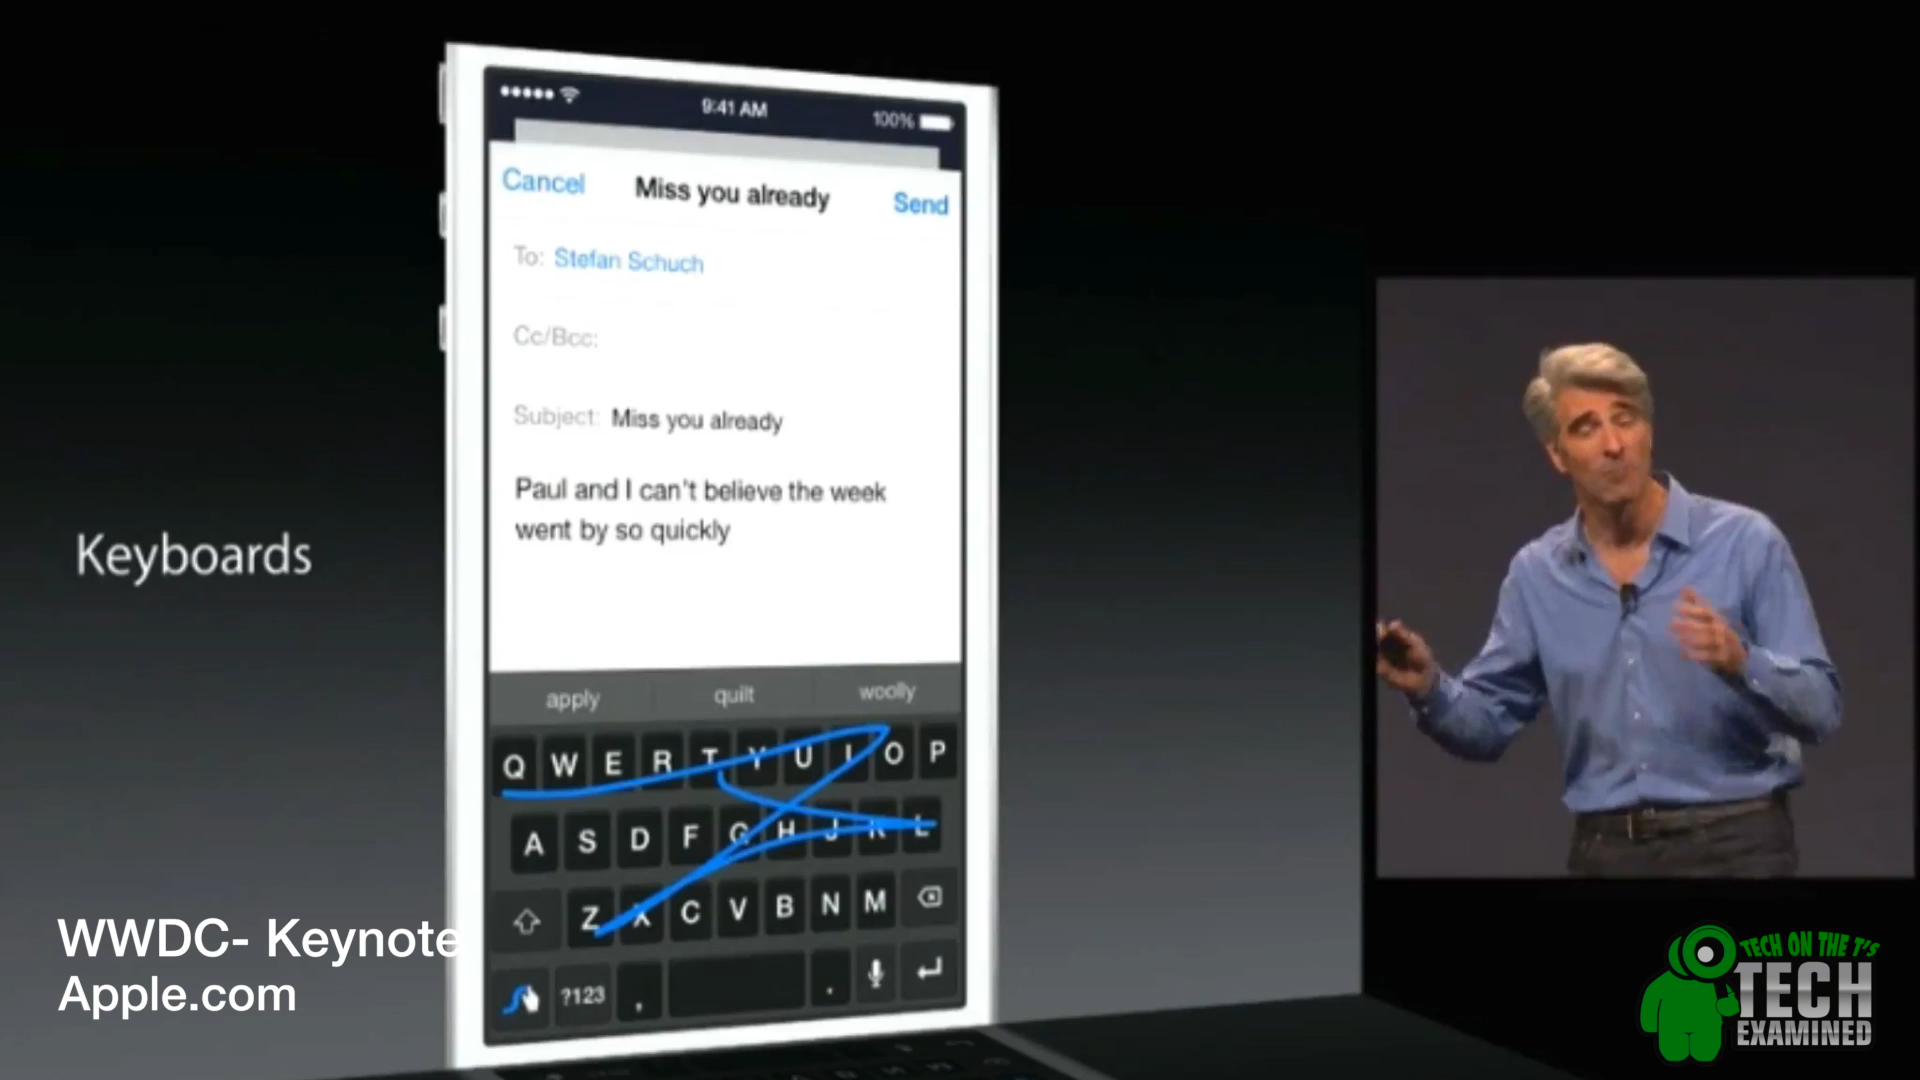 9:41 AM
100%
Cancel
Miss you already
Send
To: Stefan Schuch
Cc/Bcc:
Subject: Miss you already
Paul and I can't believe the week
went by so quickly
Keyboards
apply quilt woolly
Q W E R T Y U I O P
A S D F G H J K L
Z X C V B N M
?123 , .
WWDC- Keynote
Apple.com
TECH ON THE T'S
TECH
EXAMINED